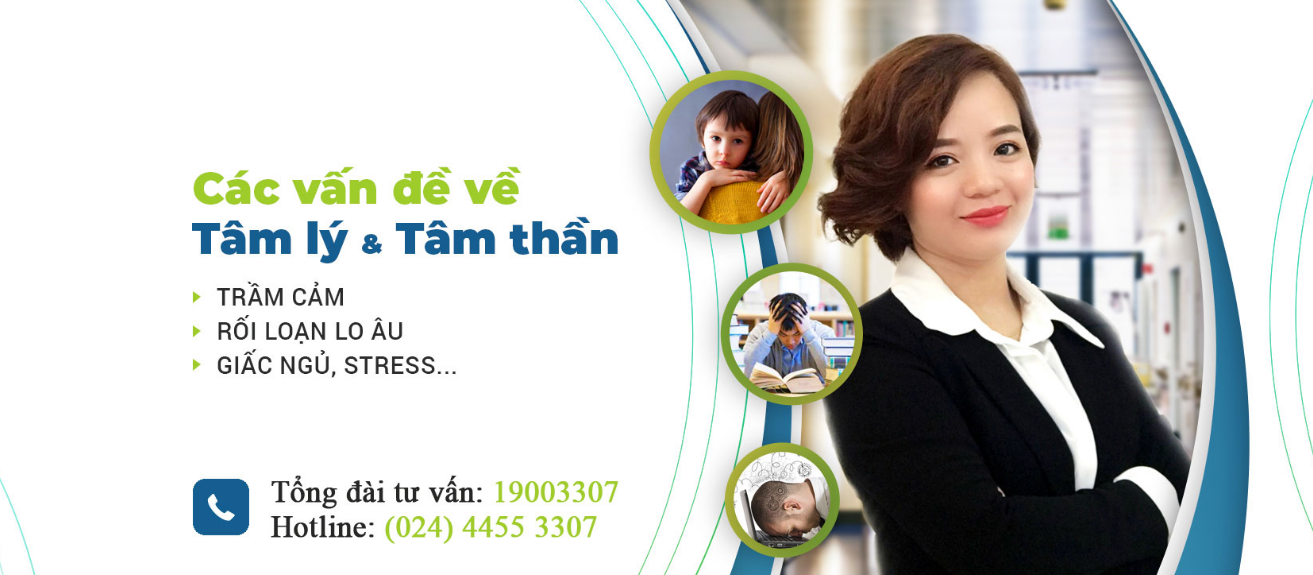 Các vấn đề về
Tâm lý & Tâm thần
TRẦM CẢM
RỐI LOẠN LO ÂU
GIẤC NGỦ, STRESS...
Tổng đài tư vấn: 19003307
Hotline: (024) 4455 3307